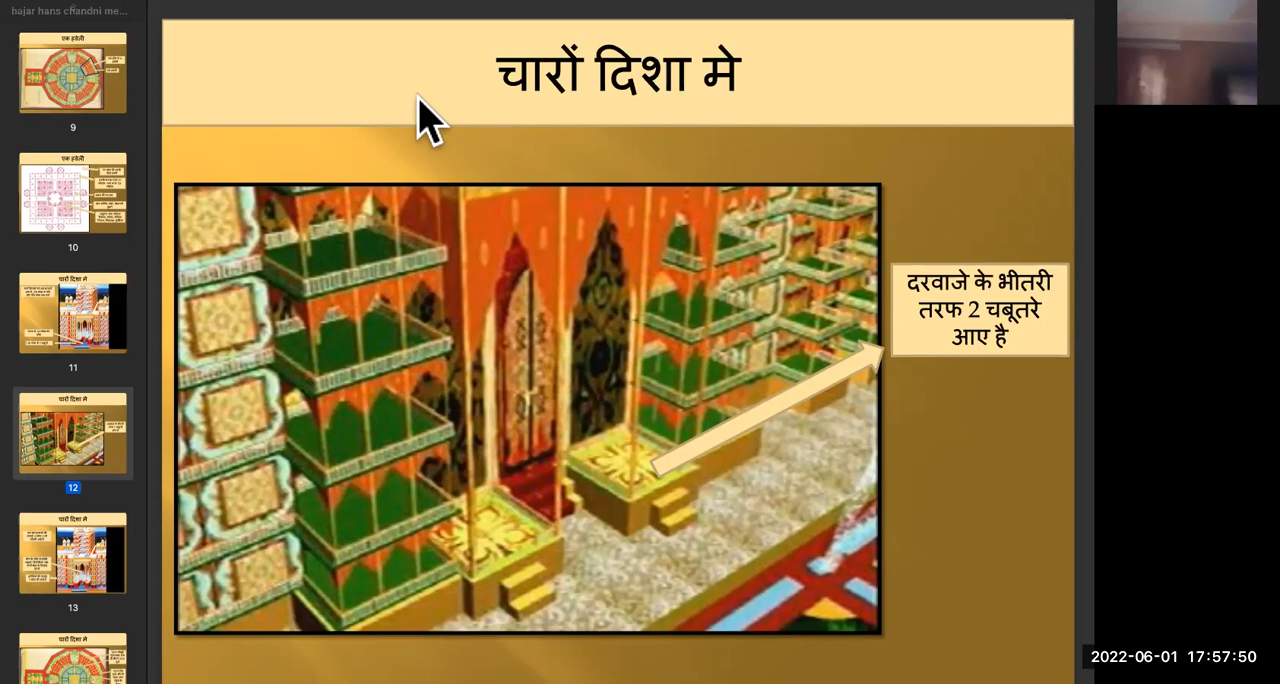 hajar hans chandni me...
एक हवेली
9
एक हवेली
10
चारों दिशा मे
11
चारों दिशा मे
12
चारों दिशा मे
13
चारों दिशा मे
चारों दिशा मे
दरवाजे के भीतरी
तरफ 2 चबूतरे
आए है
2022-06-01 17:57:50